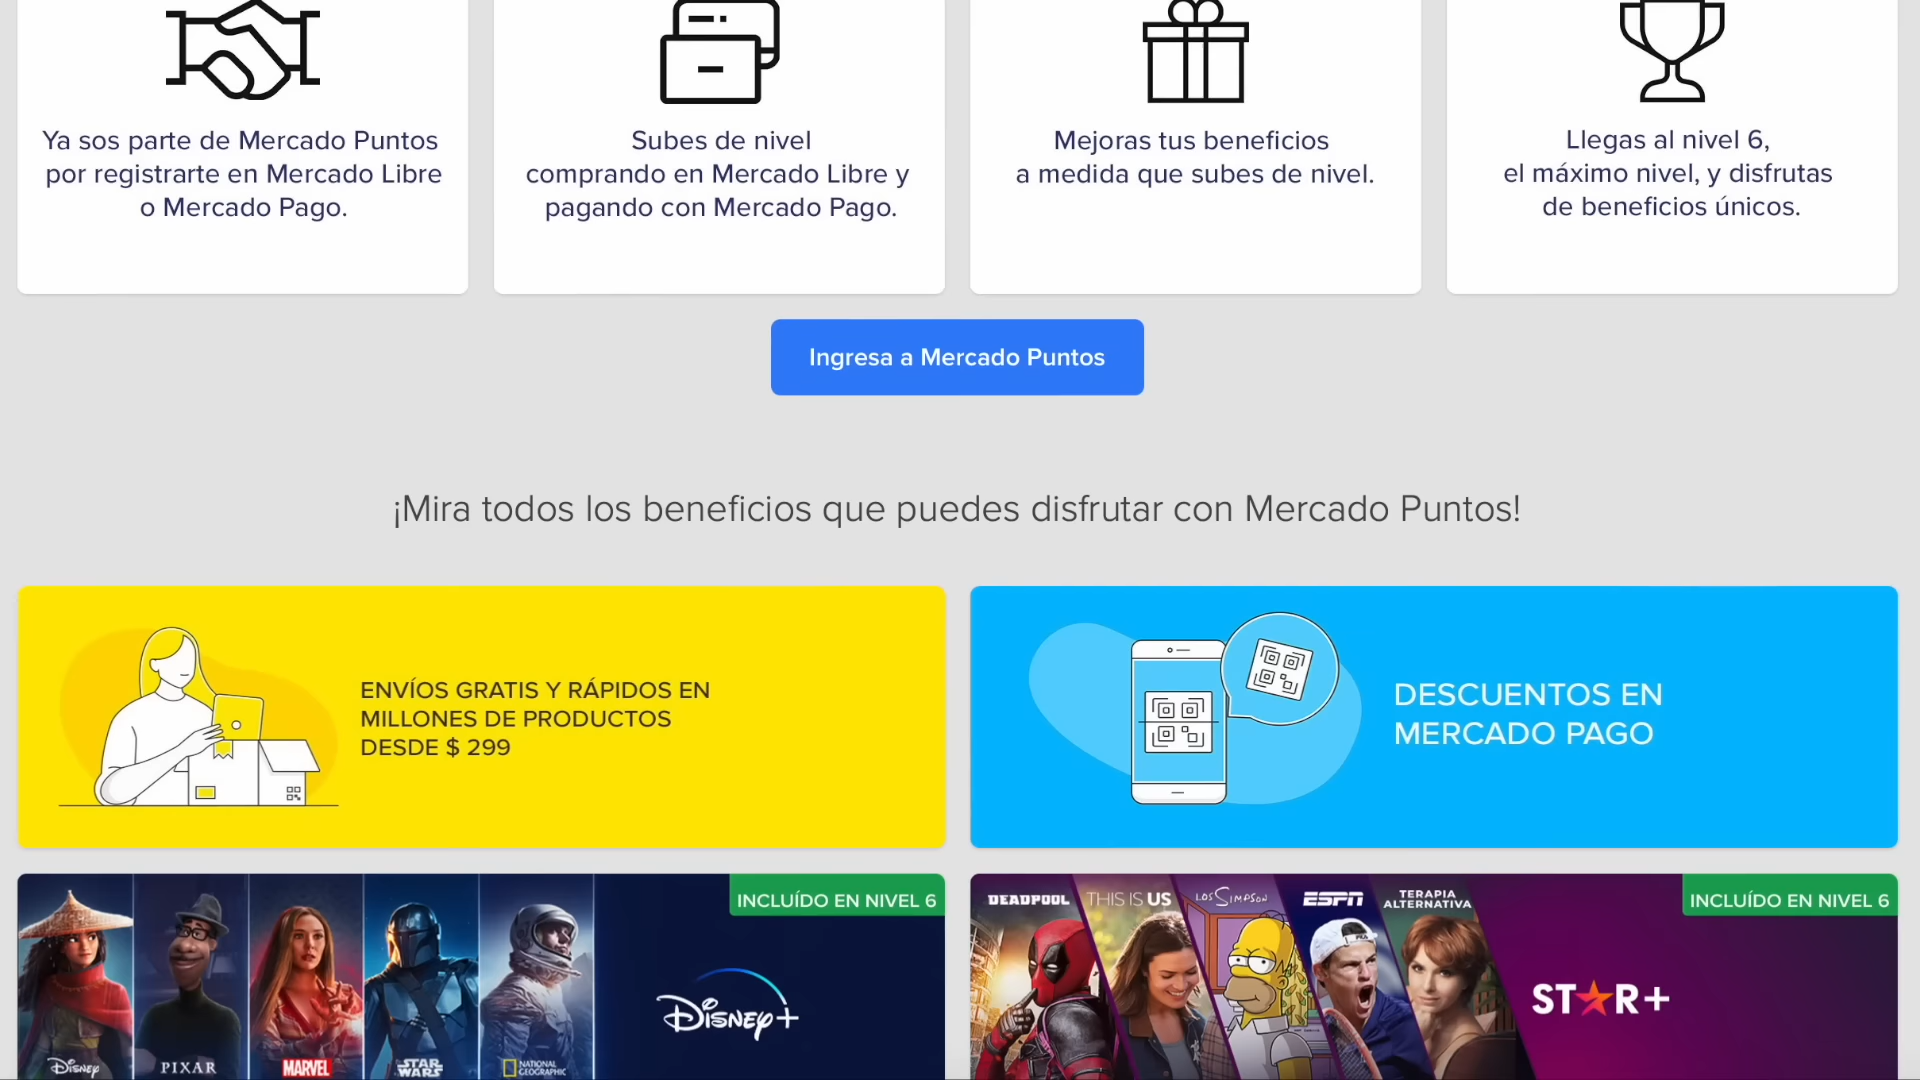 Ya sos parte de Mercado Puntos
por registrarte en Mercado Libre
o Mercado Pago.
Subes de nivel
comprando en Mercado Libre y
pagando con Mercado Pago.
Mejoras tus beneficios
a medida que subes de nivel.
Llegas al nivel 6,
el máximo nivel, y disfrutas
de beneficios únicos.
Ingresa a Mercado Puntos
¡Mira todos los beneficios que puedes disfrutar con Mercado Puntos!
ENVÍOS GRATIS Y RÁPIDOS EN
MILLONES DE PRODUCTOS
DESDE $ 299
DESCUENTOS EN
MERCADO PAGO
INCLUÍDO EN NIVEL 6
Disney+
Disney
PIXAR
MARVEL
STAR
WARS
NATIONAL
GEOGRAPHIC
DEADPOOL
THIS IS US
LOS SIMPSON
ESPN
TERAPIA
ALTERNATIVA
INCLUÍDO EN NIVEL 6
FILA
ST★R+